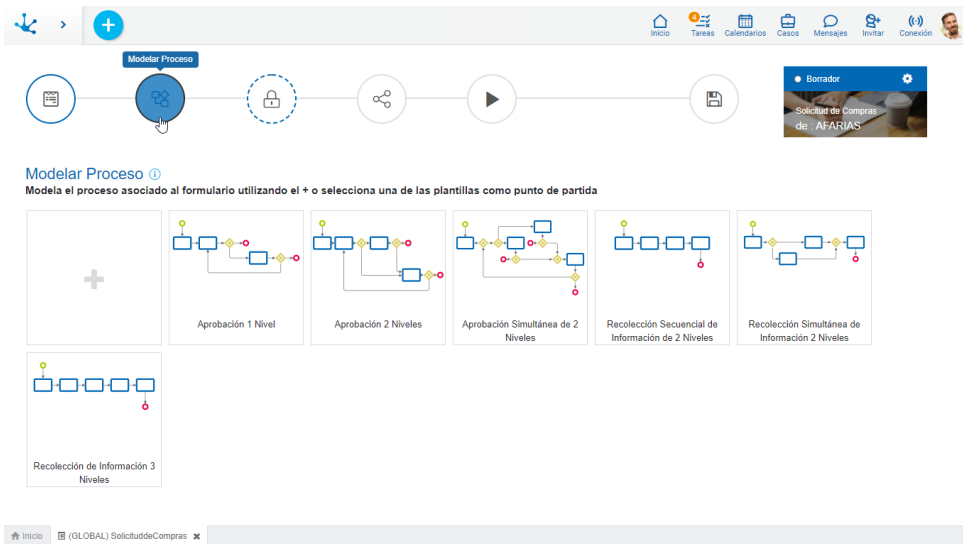 4
Inicio
Tareas
Calendarios
Casos
Mensajes
Invitar
Conexión
Modelar Proceso
Borrador
Solicitud de Compras
de : AFARIAS
Modelar Proceso
Modela el proceso asociado al formulario utilizando el + o selecciona una de las plantillas como punto de partida
Aprobación 1 Nivel
Aprobación 2 Niveles
Aprobación Simultánea de 2
Niveles
Recolección Secuencial de
Información de 2 Niveles
Recolección Simultánea de
Información 2 Niveles
Recolección de Información 3
Niveles
Inicio
(GLOBAL) SolicituddeCompras